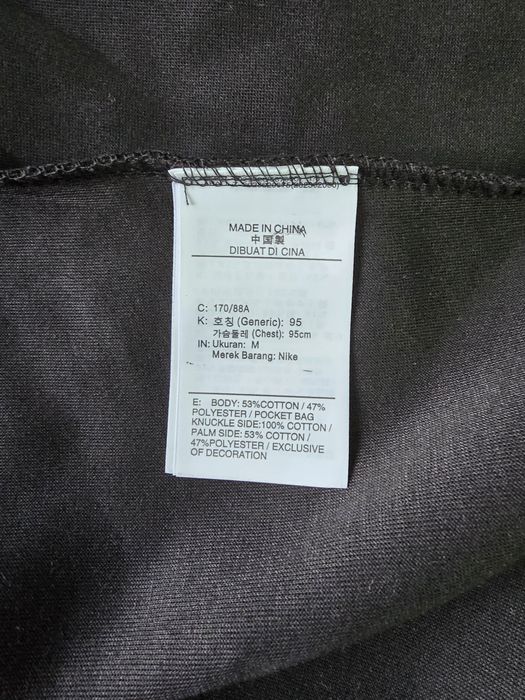 MADE IN CHINA
中国製
DIBUAT DI CINA
C: 170/88A
K: 호칭 (Generic): 95
가슴둘레 (Chest): 95cm
IN: Ukuran: M
Merek Barang: Nike
E: BODY: 53%COTTON / 47%
POLYESTER / POCKET BAG
KNUCKLE SIDE:100% COTTON /
PALM SIDE: 53% COTTON /
47%POLYESTER / EXCLUSIVE
OF DECORATION